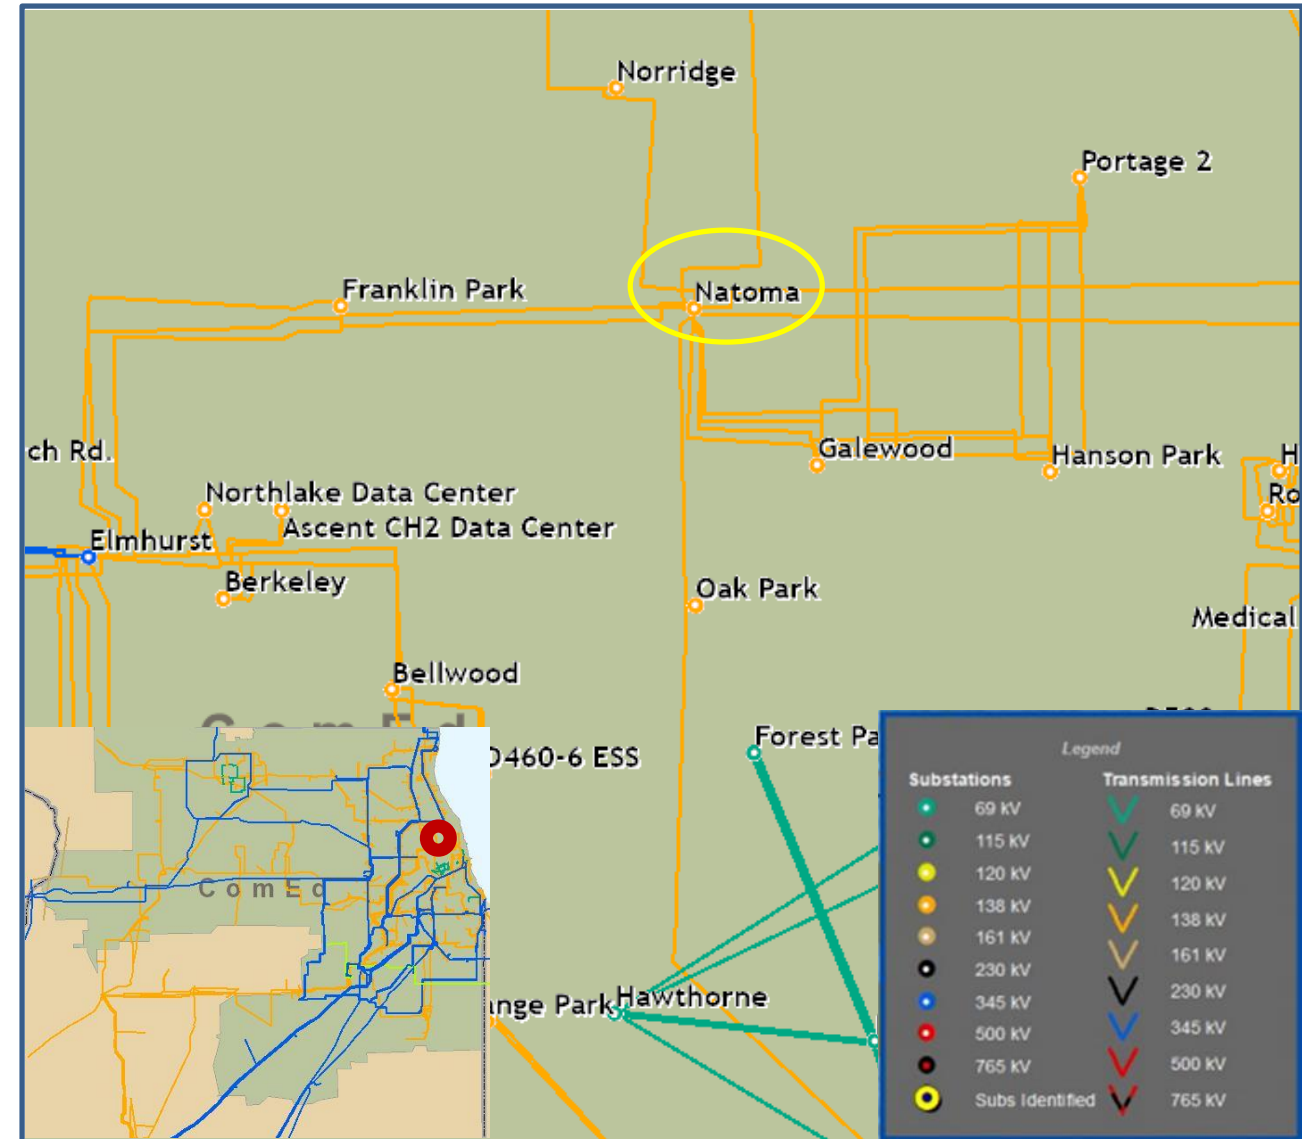 Norridge
Portage 2
Franklin Park
Natoma
ch Rd.
Galewood
Hanson Park
H
Northlake Data Center
Ro
Ascent CH2 Data Center
Elmhurst
Berkeley
Oak Park
Medical
Bellwood
ComEd
Forest Pa
D460-6 ESS
ComEd
ange Park
Hawthorne
Legend
Substations Transmission Lines
69 kV 69 kV
115 kV 115 kV
120 kV 120 kV
138 kV 138 kV
161 kV 161 kV
230 kV 230 kV
345 kV 345 kV
500 kV 500 kV
765 kV 765 kV
Subs Identified